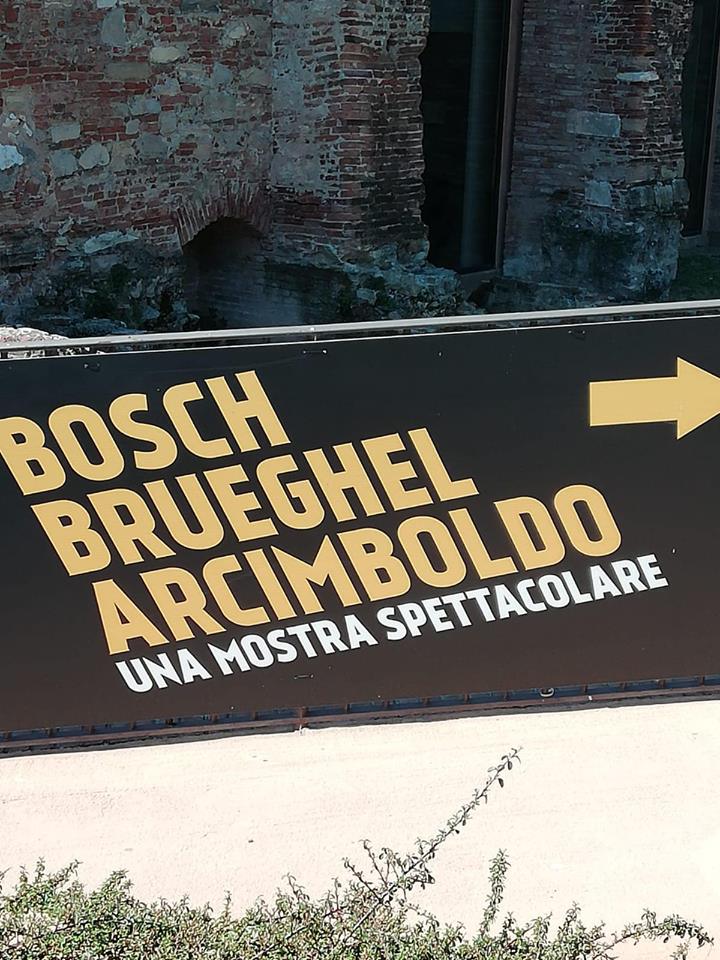 BOSCH
BRUEGHEL
ARCIMBOLDO
UNA MOSTRA SPETTACOLARE